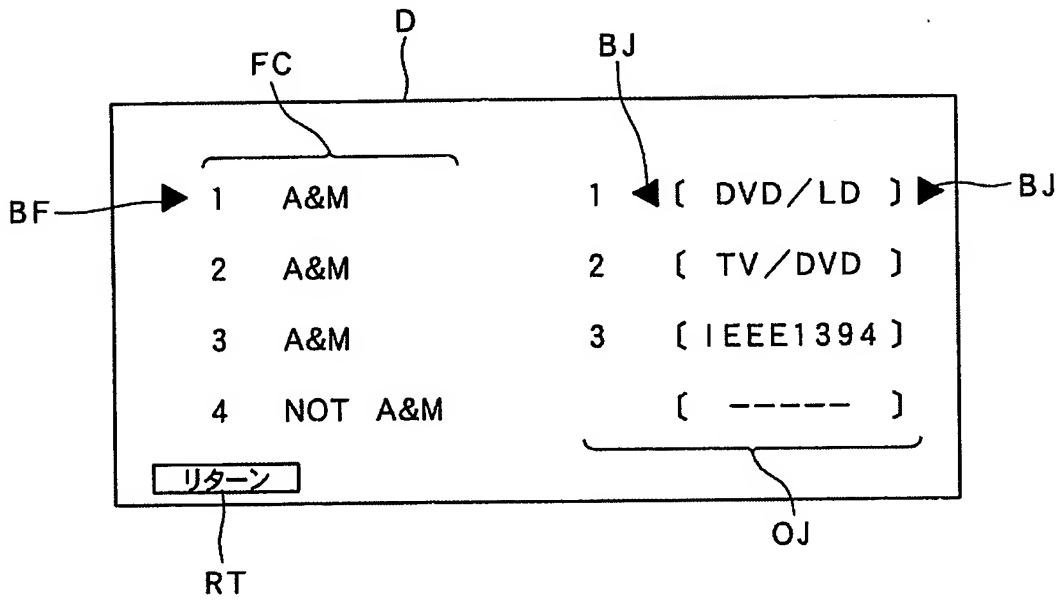 D
FC
BJ
BF
1 A&M 1 〔 DVD/LD 〕
BJ
2 A&M 2 〔 TV/DVD 〕
3 A&M 3 〔 IEEE1394 〕
4 NOT A&M 〔 ----- 〕
リターン
OJ
RT